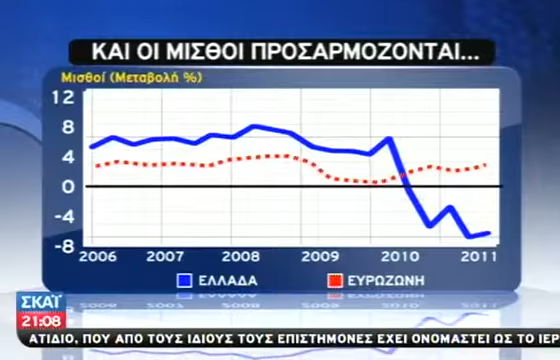 ΚΑΙ ΟΙ ΜΙΣΘΟΙ ΠΡΟΣΑΡΜΟΖΟΝΤΑΙ...
Μισθοί (Μεταβολή %)
12
8
4
0
-4
-8
2006 2007 2008 2009 2010 2011
ΕΛΛΑΔΑ ΕΥΡΩΖΩΝΗ
ΣΚΑΪ
21:08
ΑΤΙΔΙΟ, ΠΟΥ ΑΠΟ ΤΟΥΣ ΙΔΙΟΥΣ ΤΟΥΣ ΕΠΙΣΤΗΜΟΝΕΣ ΕΧΕΙ ΟΝΟΜΑΣΤΕΙ ΩΣ ΤΟ ΙΕΡ